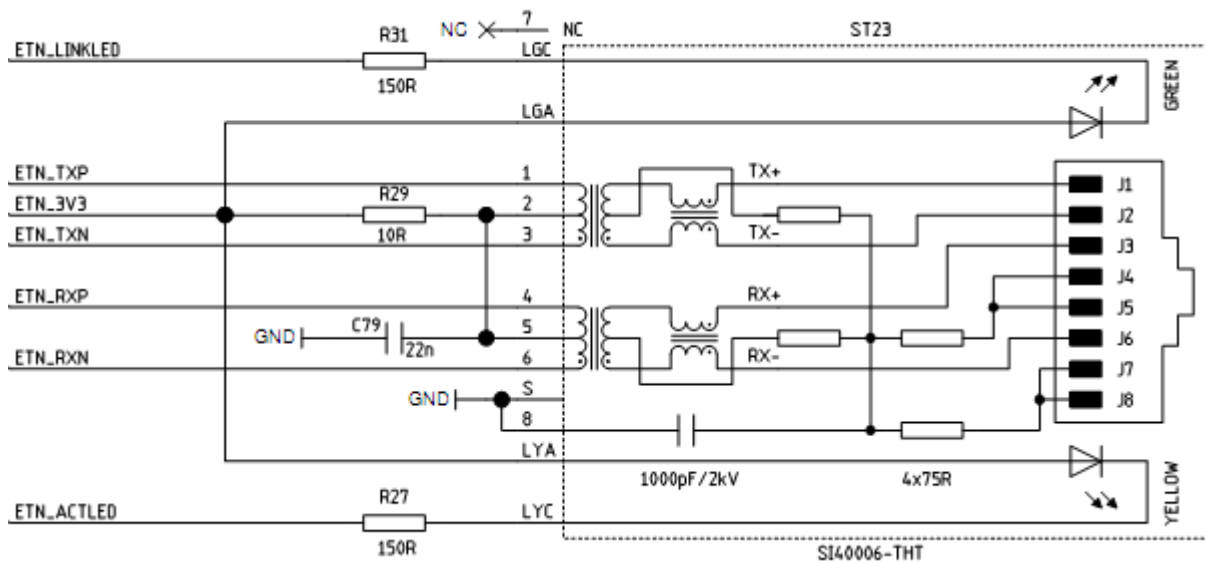 NC 7 NC
ST23
R31
ETN_LINKLED LGC
150R
GREEN
LGA
ETN_TXP 1 TX+ J1
R29
ETN_3V3 2 J2
ETN_TXN 10R 3 TX- J3
ETN_RXP 4 RX+ J4
GND C79 22n 5 J5
ETN_RXN 6 RX- J6
GND S J7
8 J8
LYA
1000pF/2kV 4x75R
YELLOW
R27
ETN_ACTLED LYC
150R
SI40006-THT